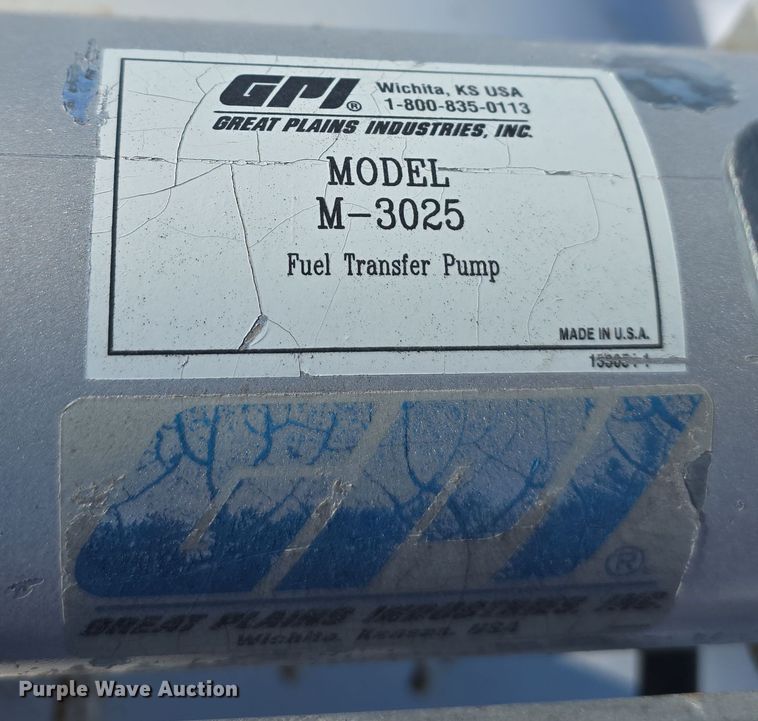 GPI® Wichita, KS USA
1-800-835-0113
GREAT PLAINS INDUSTRIES, INC.
MODEL
M-3025
Fuel Transfer Pump
MADE IN U.S.A.
GPI ®
GREAT PLAINS INDUSTRIES, INC.
Wichita, Kansas, USA
Purple Wave Auction